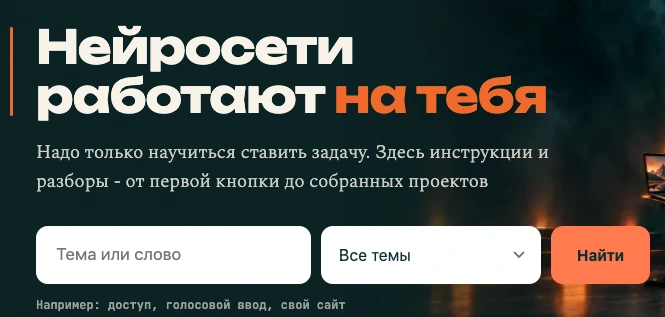 Нейросети
работают на тебя
Надо только научиться ставить задачу. Здесь инструкции и
разборы - от первой кнопки до собранных проектов
Тема или слово
Все темы
Найти
Например: доступ, голосовой ввод, свой сайт